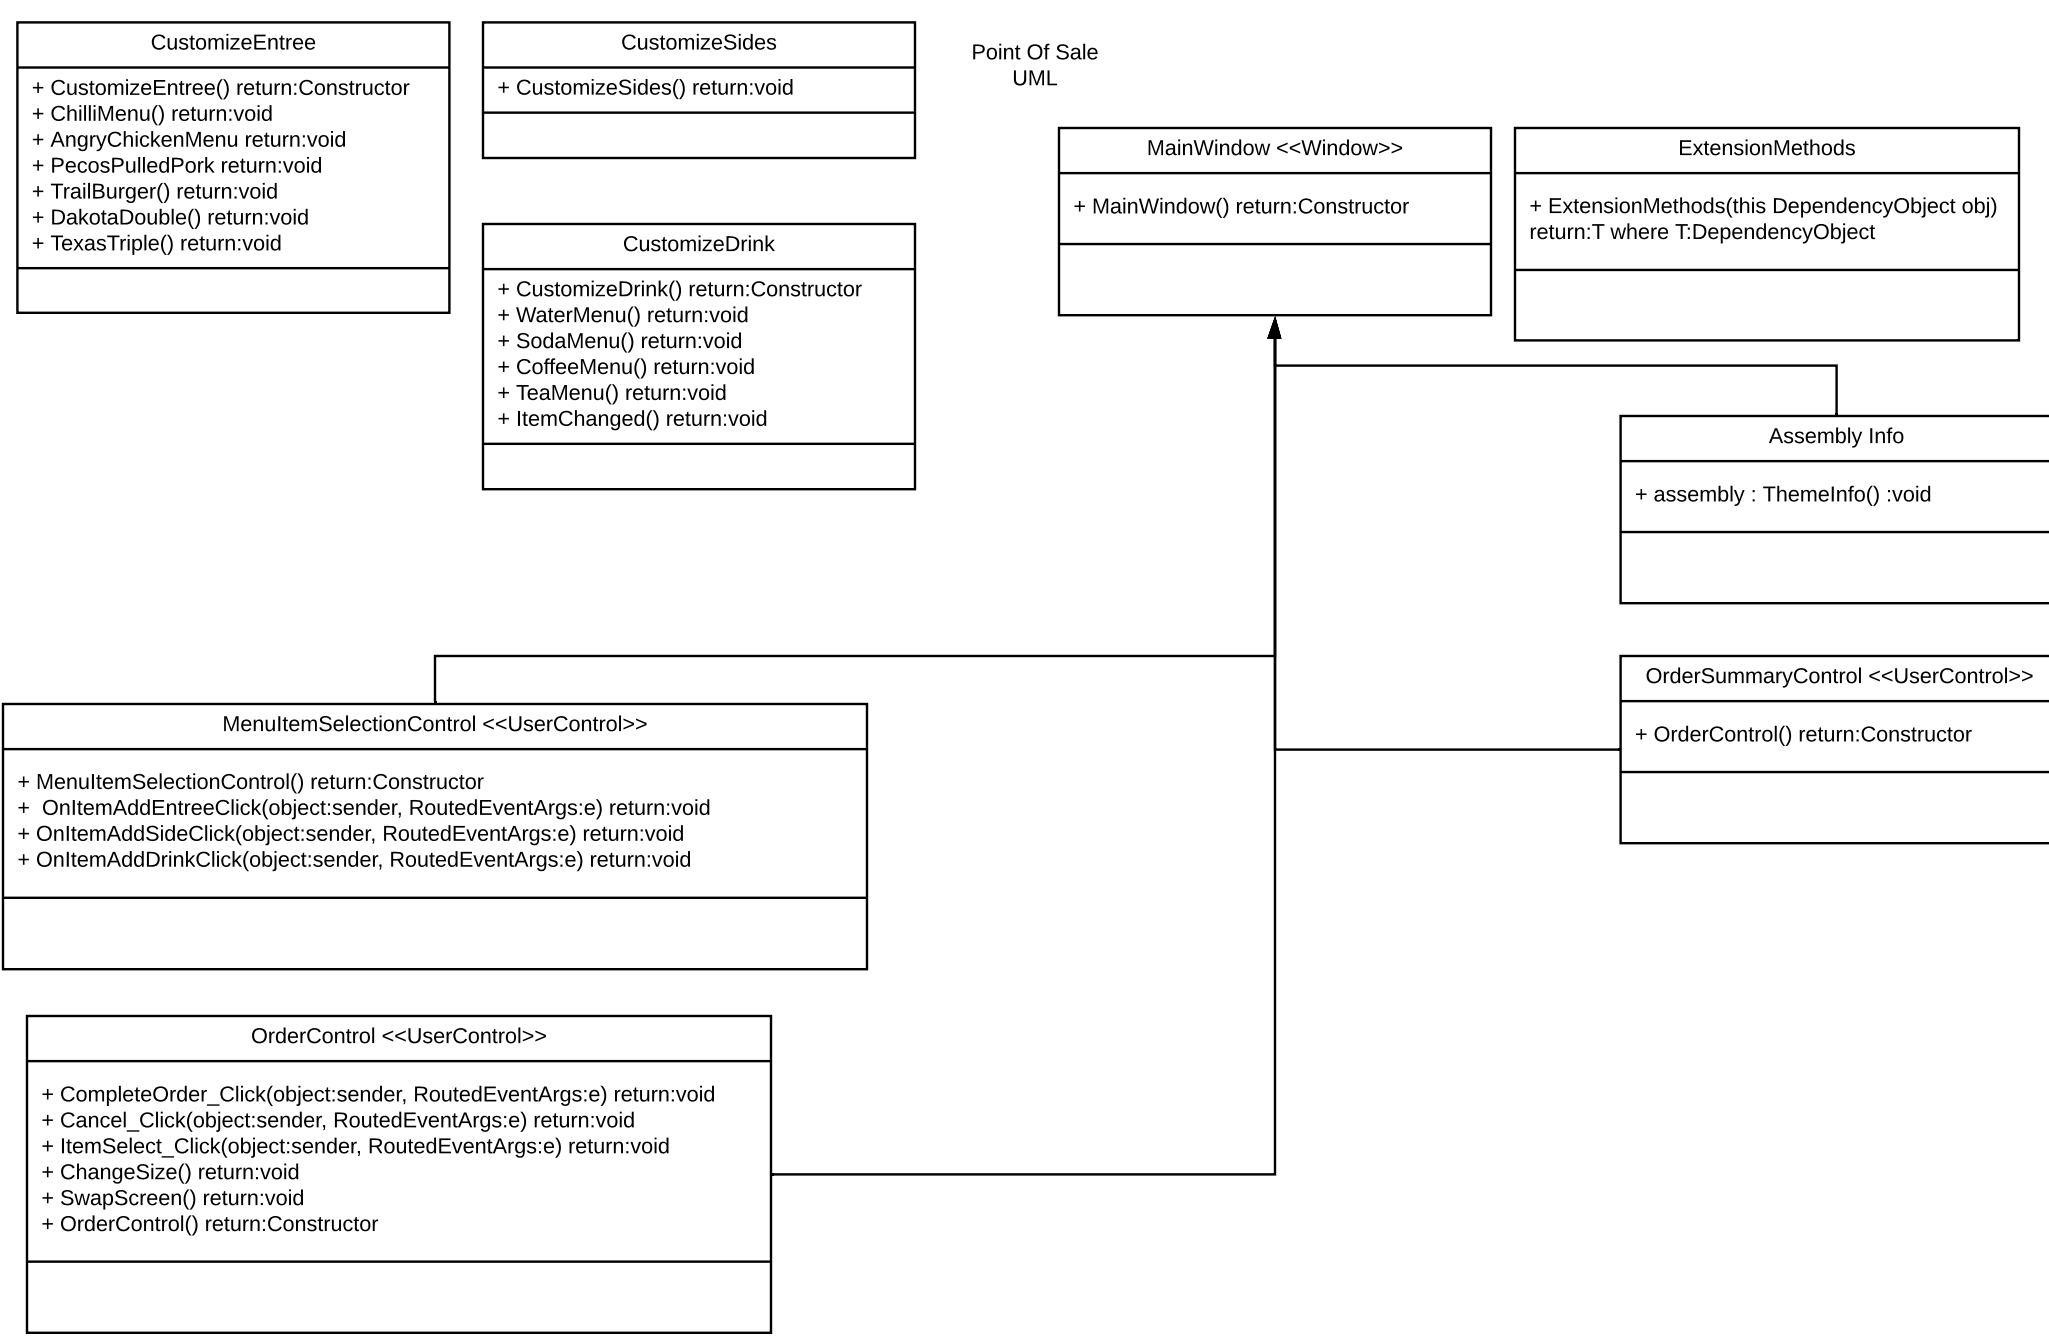 CustomizeEntree
+ CustomizeEntree() return:Constructor
+ ChilliMenu() return:void
+ AngryChickenMenu return:void
+ PecosPulledPork return:void
+ TrailBurger() return:void
+ DakotaDouble() return:void
+ TexasTriple() return:void
CustomizeSides
+ CustomizeSides() return:void
Point Of Sale
UML
CustomizeDrink
+ CustomizeDrink() return:Constructor
+ WaterMenu() return:void
+ SodaMenu() return:void
+ CoffeeMenu() return:void
+ TeaMenu() return:void
+ ItemChanged() return:void
MainWindow <<Window>>
+ MainWindow() return:Constructor
ExtensionMethods
+ ExtensionMethods(this DependencyObject obj)
return:T where T:DependencyObject
Assembly Info
+ assembly : ThemeInfo() :void
OrderSummaryControl <<UserControl>>
+ OrderControl() return:Constructor
MenuItemSelectionControl <<UserControl>>
+ MenuItemSelectionControl() return:Constructor
+  OnItemAddEntreeClick(object:sender, RoutedEventArgs:e) return:void
+ OnItemAddSideClick(object:sender, RoutedEventArgs:e) return:void
+ OnItemAddDrinkClick(object:sender, RoutedEventArgs:e) return:void
OrderControl <<UserControl>>
+ CompleteOrder_Click(object:sender, RoutedEventArgs:e) return:void
+ Cancel_Click(object:sender, RoutedEventArgs:e) return:void
+ ItemSelect_Click(object:sender, RoutedEventArgs:e) return:void
+ ChangeSize() return:void
+ SwapScreen() return:void
+ OrderControl() return:Constructor